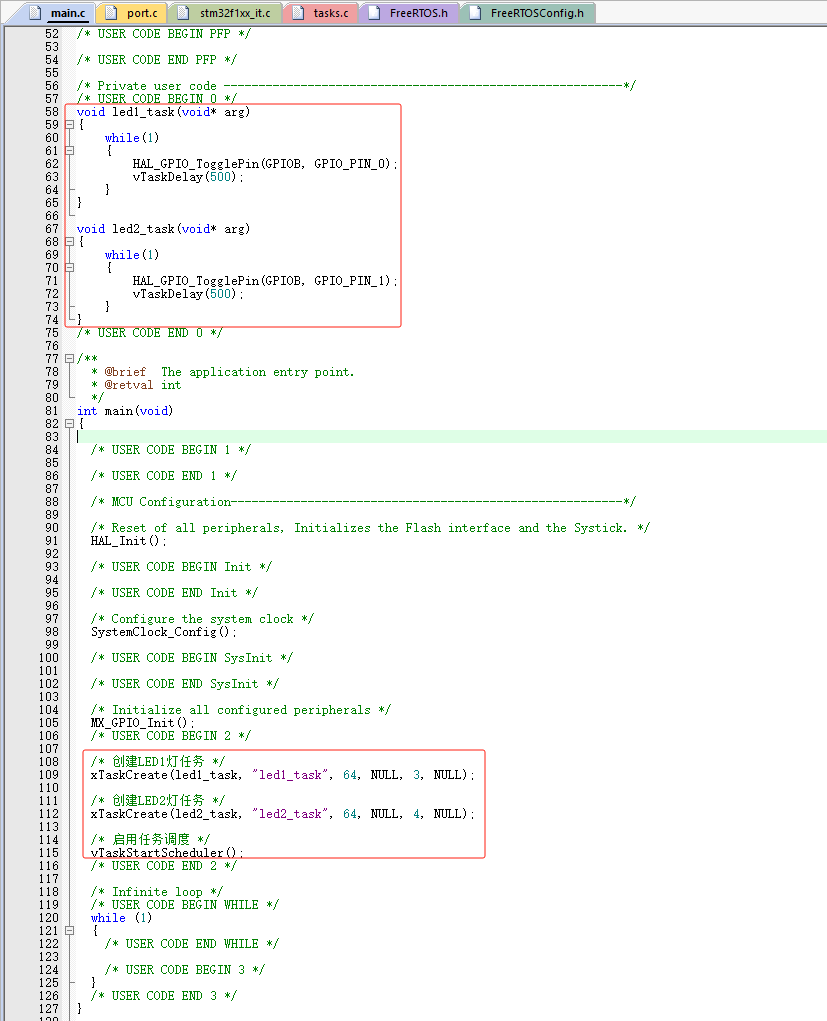 main.c port.c stm32f1xx_it.c tasks.c FreeRTOS.h FreeRTOSConfig.h
52 /* USER CODE BEGIN PFP */
53
54 /* USER CODE END PFP */
55
56 /* Private user code ---------------------------------------------------------*/
57 /* USER CODE BEGIN 0 */
58 void led1_task(void* arg)
59 {
60     while(1)
61     {
62         HAL_GPIO_TogglePin(GPIOB, GPIO_PIN_0);
63         vTaskDelay(500);
64     }
65 }
66
67 void led2_task(void* arg)
68 {
69     while(1)
70     {
71         HAL_GPIO_TogglePin(GPIOB, GPIO_PIN_1);
72         vTaskDelay(500);
73     }
74 }
75 /* USER CODE END 0 */
76
77 /**
78   * @brief  The application entry point.
79   * @retval int
80   */
81 int main(void)
82 {
83
84   /* USER CODE BEGIN 1 */
85
86   /* USER CODE END 1 */
87
88   /* MCU Configuration--------------------------------------------------------*/
89
90   /* Reset of all peripherals, Initializes the Flash interface and the Systick. */
91   HAL_Init();
92
93   /* USER CODE BEGIN Init */
94
95   /* USER CODE END Init */
96
97   /* Configure the system clock */
98   SystemClock_Config();
99
100   /* USER CODE BEGIN SysInit */
101
102   /* USER CODE END SysInit */
103
104   /* Initialize all configured peripherals */
105   MX_GPIO_Init();
106   /* USER CODE BEGIN 2 */
107
108   /* 创建LED1灯任务 */
109   xTaskCreate(led1_task, "led1_task", 64, NULL, 3, NULL);
110
111   /* 创建LED2灯任务 */
112   xTaskCreate(led2_task, "led2_task", 64, NULL, 4, NULL);
113
114   /* 启用任务调度 */
115   vTaskStartScheduler();
116   /* USER CODE END 2 */
117
118   /* Infinite loop */
119   /* USER CODE BEGIN WHILE */
120   while (1)
121   {
122     /* USER CODE END WHILE */
123
124     /* USER CODE BEGIN 3 */
125   }
126   /* USER CODE END 3 */
127 }